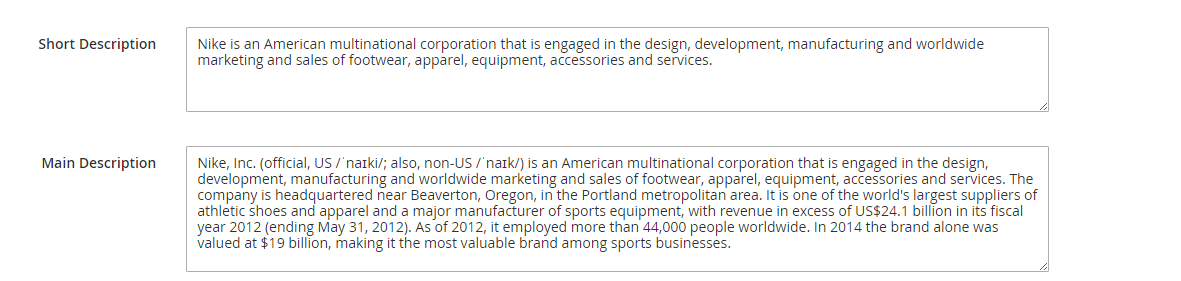 Short Description
Nike is an American multinational corporation that is engaged in the design, development, manufacturing and worldwide
marketing and sales of footwear, apparel, equipment, accessories and services.
Main Description
Nike, Inc. (official, US /ˈnaɪki/; also, non-US /ˈnaɪk/) is an American multinational corporation that is engaged in the design,
development, manufacturing and worldwide marketing and sales of footwear, apparel, equipment, accessories and services. The
company is headquartered near Beaverton, Oregon, in the Portland metropolitan area. It is one of the world's largest suppliers of
athletic shoes and apparel and a major manufacturer of sports equipment, with revenue in excess of US$24.1 billion in its fiscal
year 2012 (ending May 31, 2012). As of 2012, it employed more than 44,000 people worldwide. In 2014 the brand alone was
valued at $19 billion, making it the most valuable brand among sports businesses.